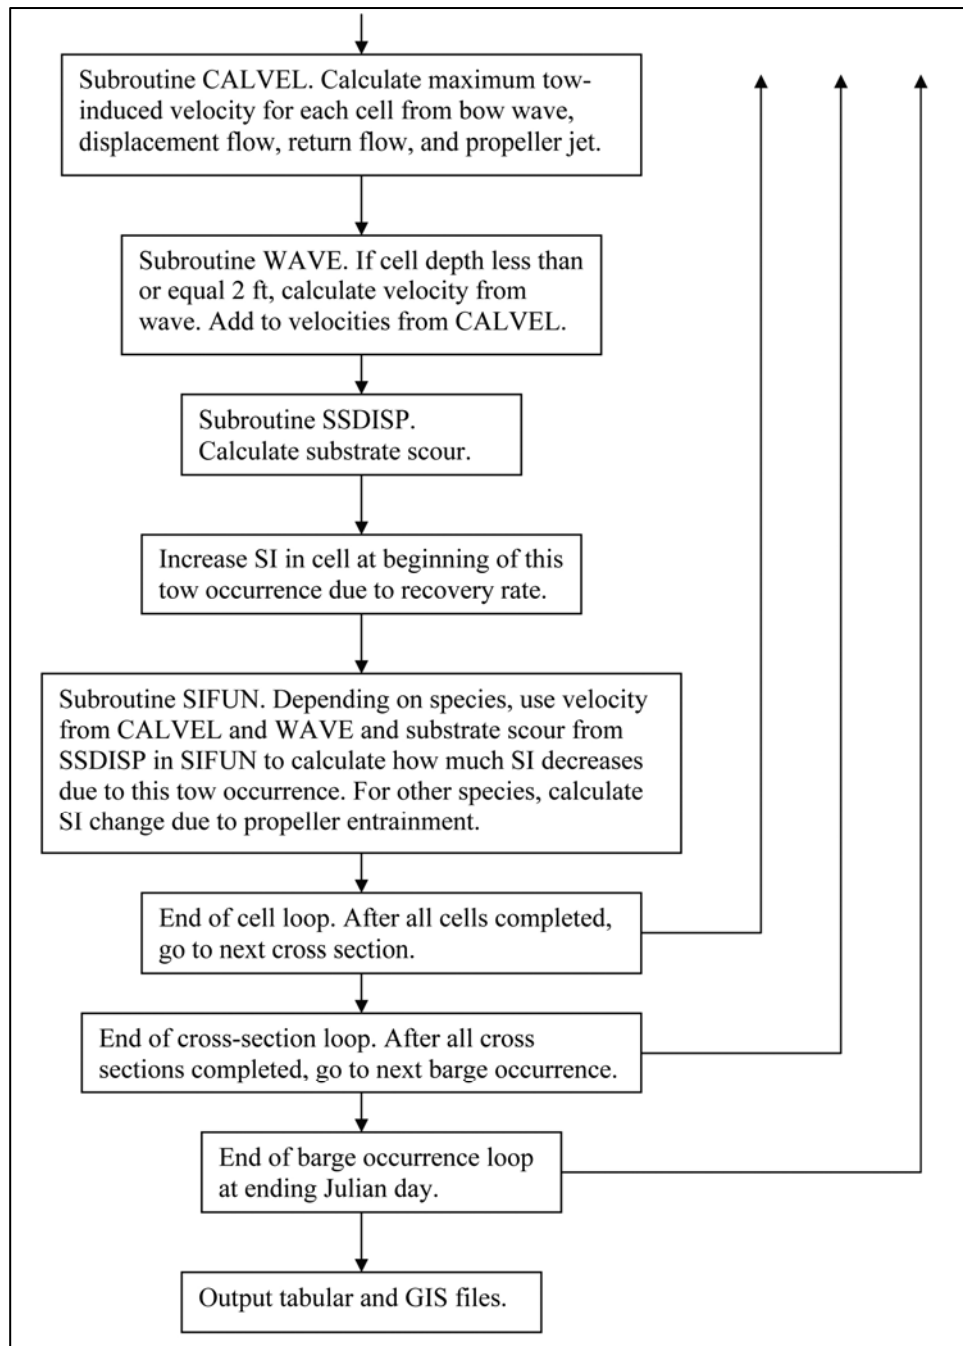 Subroutine CALVEL. Calculate maximum tow-
induced velocity for each cell from bow wave,
displacement flow, return flow, and propeller jet.
Subroutine WAVE. If cell depth less than
or equal 2 ft, calculate velocity from
wave. Add to velocities from CALVEL.
Subroutine SSDISP.
Calculate substrate scour.
Increase SI in cell at beginning of this
tow occurrence due to recovery rate.
Subroutine SIFUN. Depending on species, use velocity
from CALVEL and WAVE and substrate scour from
SSDISP in SIFUN to calculate how much SI decreases
due to this tow occurrence. For other species, calculate
SI change due to propeller entrainment.
End of cell loop. After all cells completed,
go to next cross section.
End of cross-section loop. After all cross
sections completed, go to next barge occurrence.
End of barge occurrence loop
at ending Julian day.
Output tabular and GIS files.